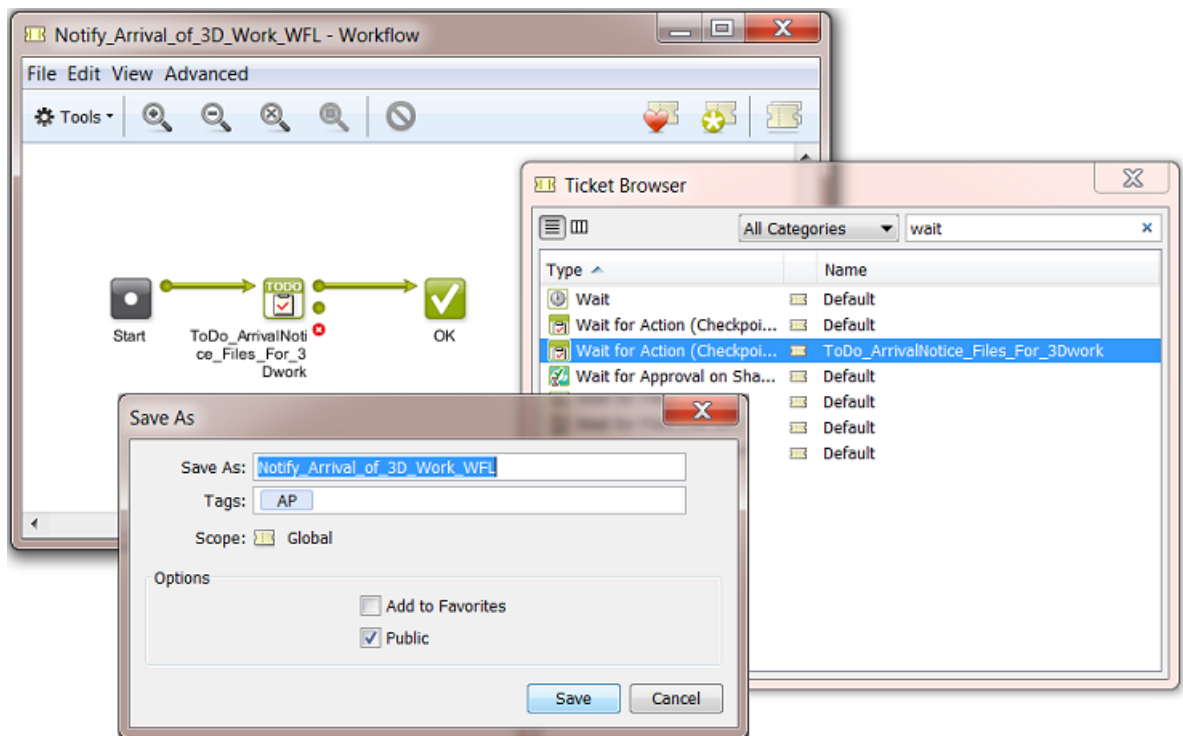 Notify_Arrival_of_3D_Work_WFL - Workflow
File Edit View Advanced
Tools
Start
TODO
ToDo_ArrivalNoti
ce_Files_For_3
Dwork
OK
Ticket Browser
All Categories wait
Type Name
Wait Default
Wait for Action (Checkpoi... Default
Wait for Action (Checkpoi... ToDo_ArrivalNotice_Files_For_3Dwork
Wait for Approval on Sha... Default
Default
Default
Default
Save As
Save As: Notify_Arrival_of_3D_Work_WFL
Tags: AP
Scope: Global
Options
Add to Favorites
Public
Save Cancel